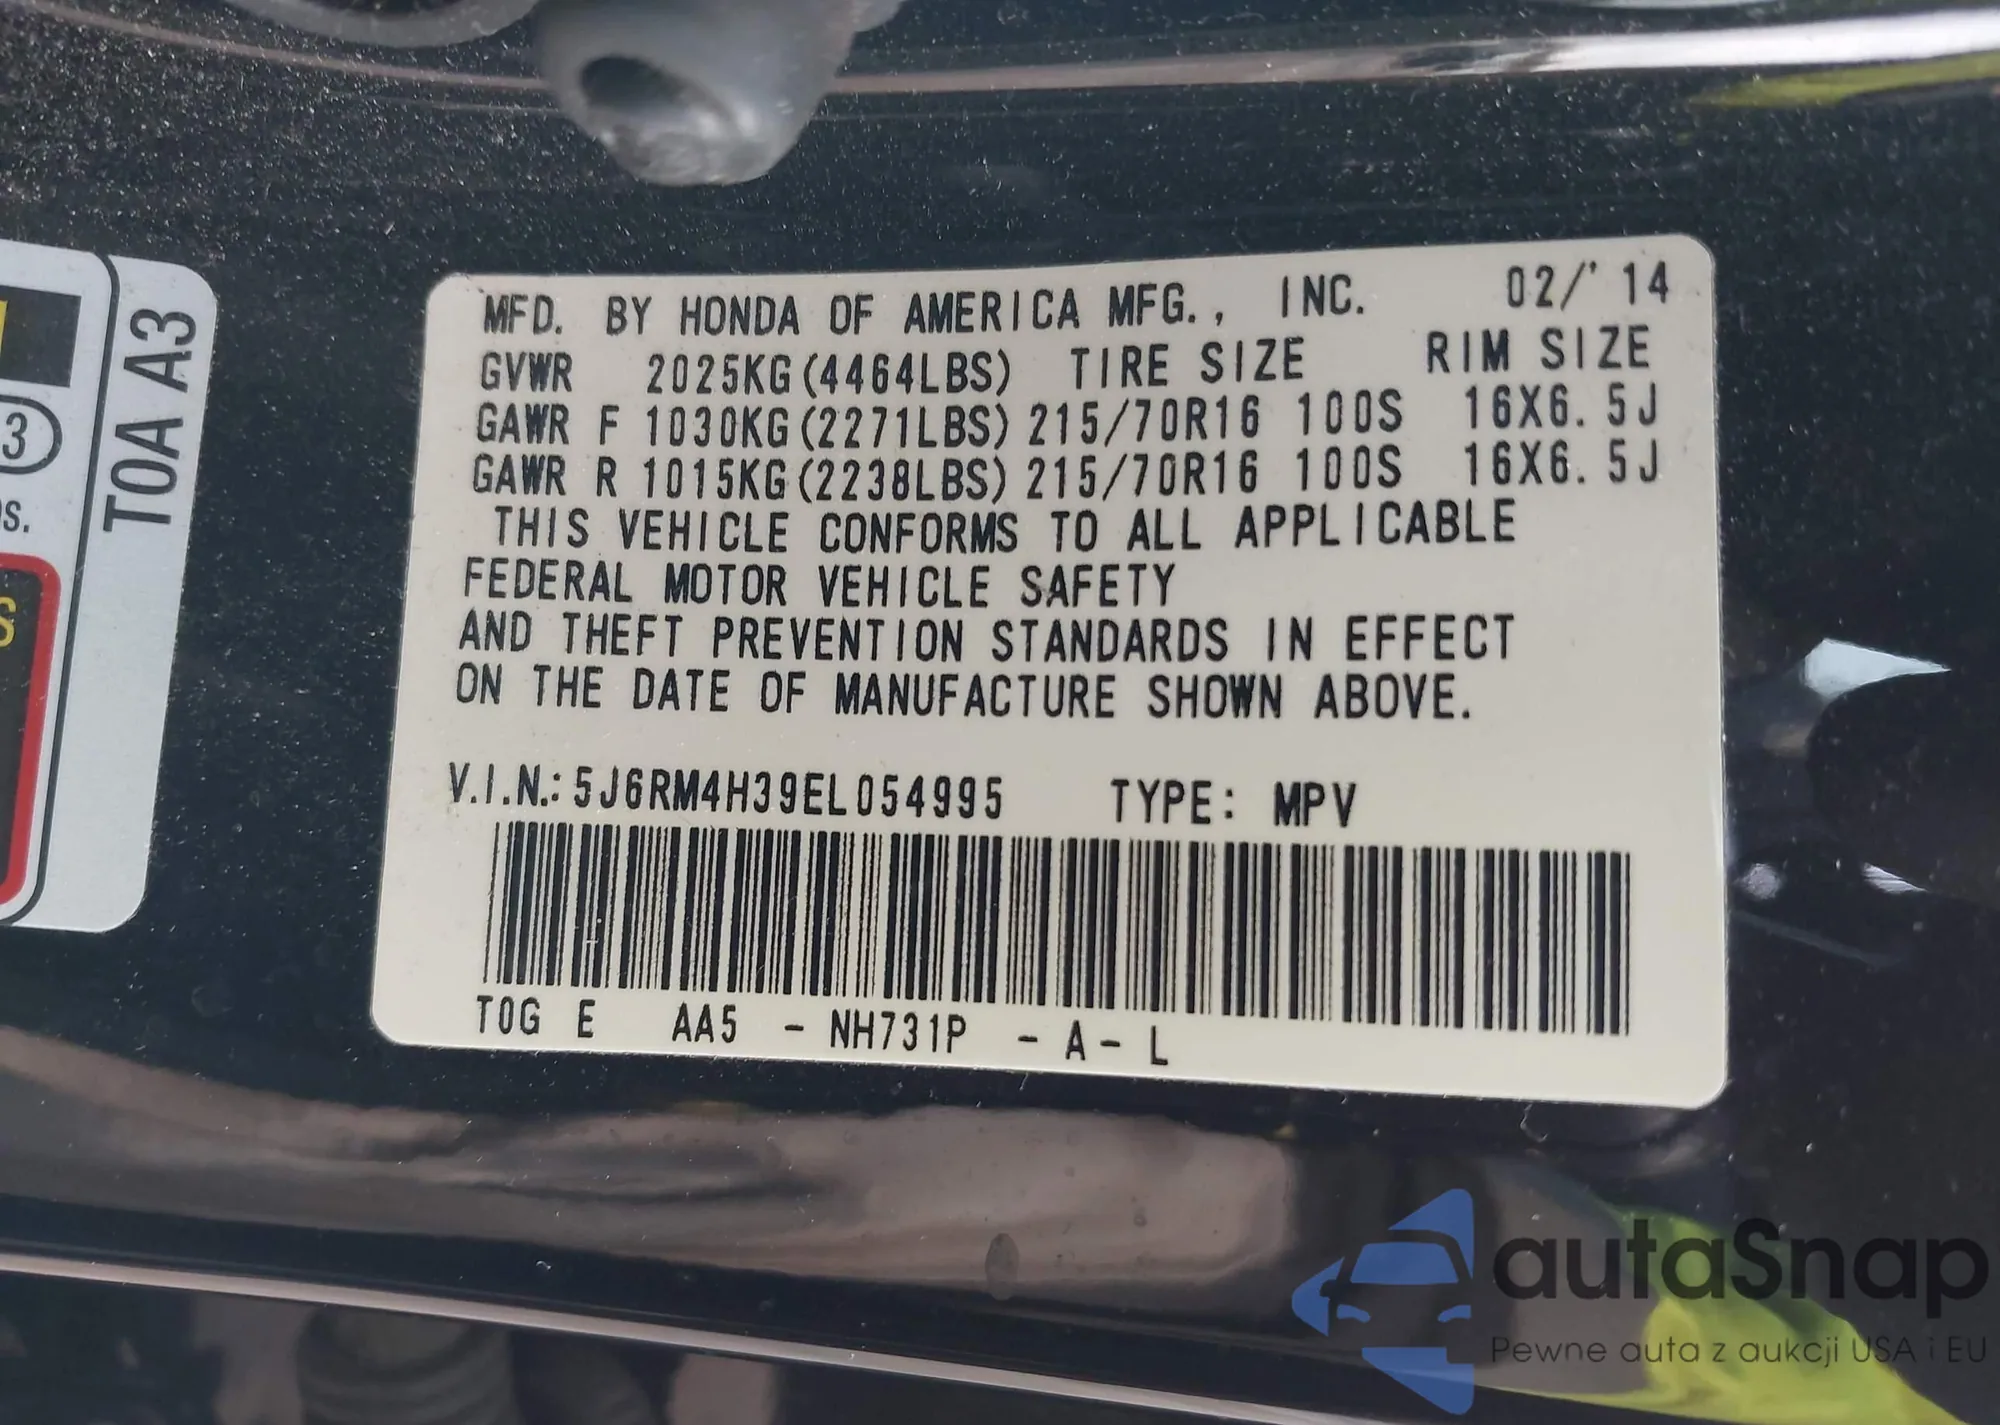 3
s.
S
T0A A3
MFD. BY HONDA OF AMERICA MFG., INC. 02/'14
GVWR 2025KG(4464LBS) TIRE SIZE RIM SIZE
GAWR F 1030KG(2271LBS) 215/70R16 100S 16X6.5J
GAWR R 1015KG(2238LBS) 215/70R16 100S 16X6.5J
THIS VEHICLE CONFORMS TO ALL APPLICABLE
FEDERAL MOTOR VEHICLE SAFETY
AND THEFT PREVENTION STANDARDS IN EFFECT
ON THE DATE OF MANUFACTURE SHOWN ABOVE.
V.I.N.: 5J6RM4H39EL054995 TYPE: MPV
T0G E AA5 - NH731P - A - L
autaSnap
Pewne auta z aukcji USA i EU